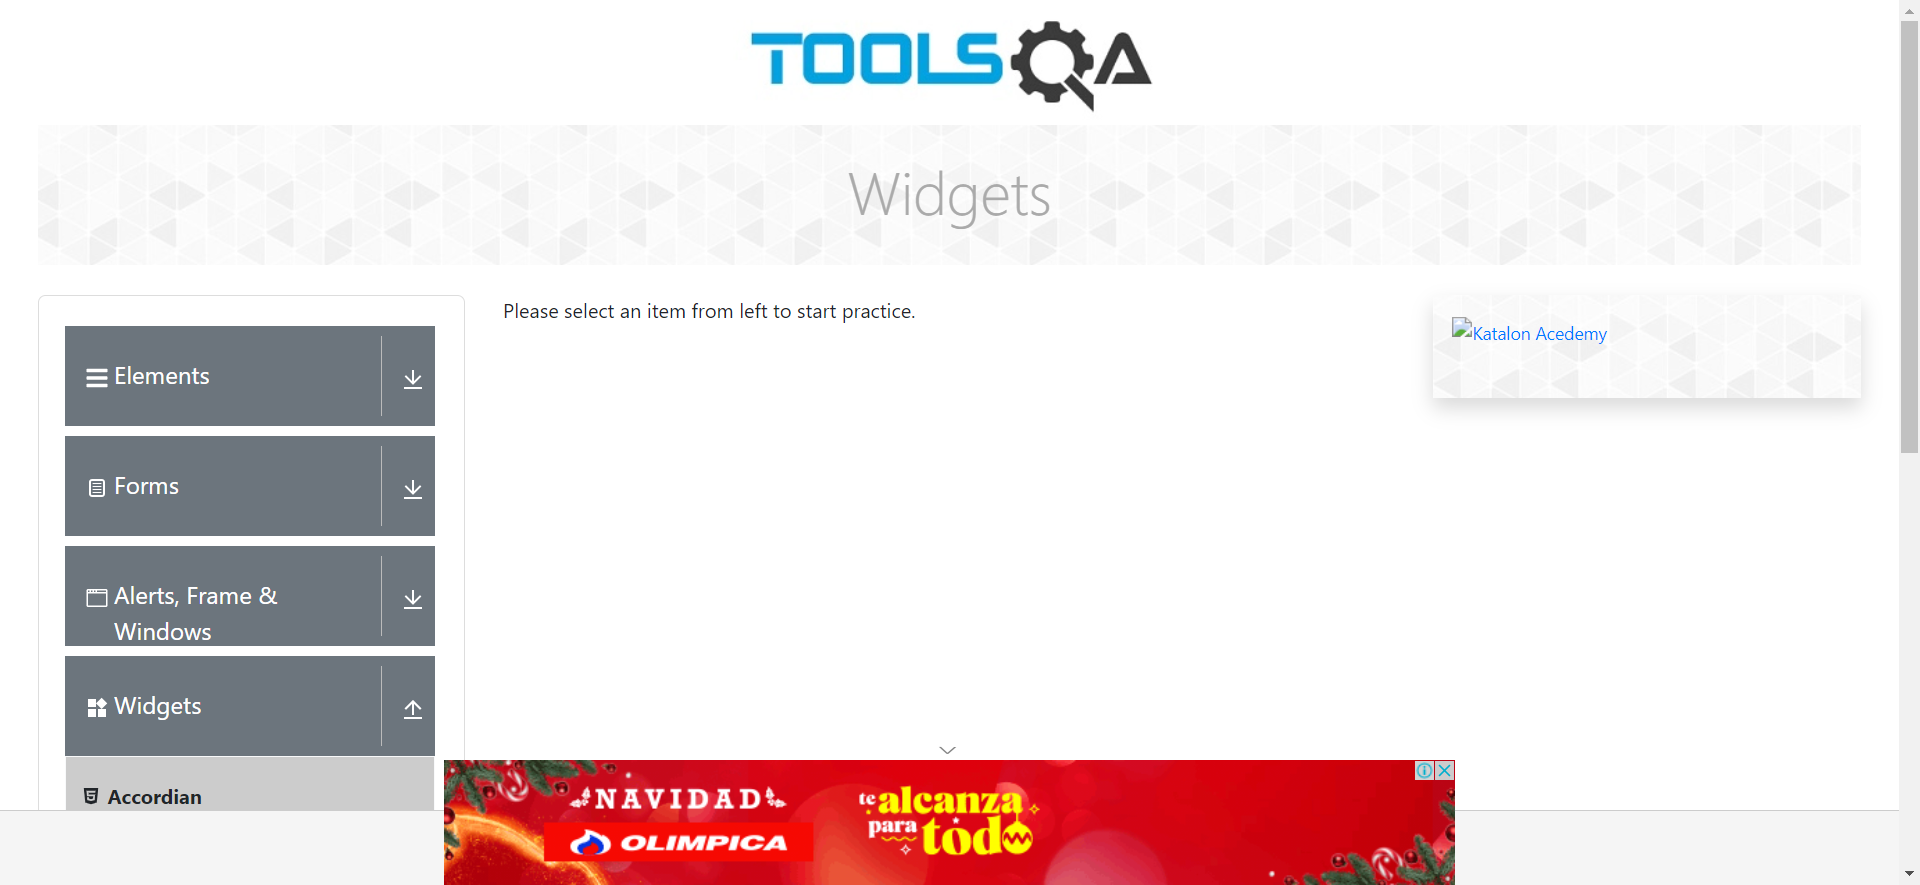 TOOLSQA
Widgets
Elements
Forms
Alerts, Frame &
Windows
Widgets
Accordian
Please select an item from left to start practice.
Katalon Acedemy
NAVIDAD
OLIMPICA
te
alcanza
para
todo